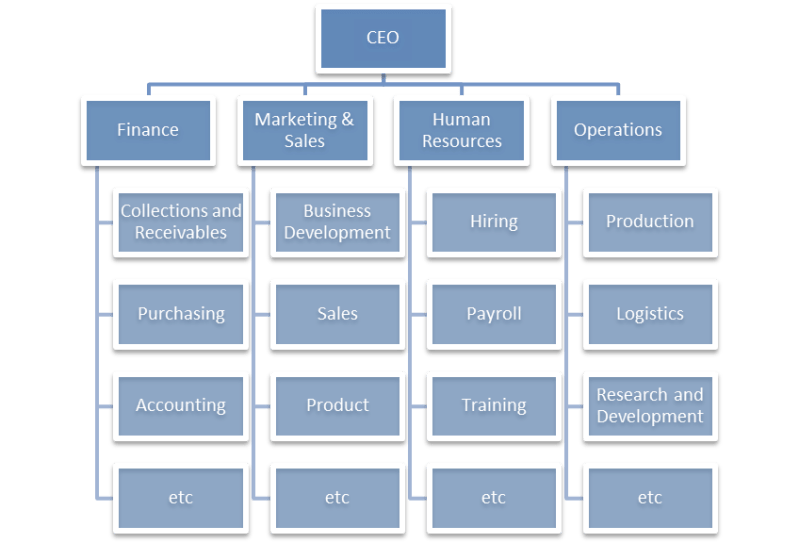 CEO
Finance
Marketing &
Sales
Human
Resources
Operations
Collections and
Receivables
Business
Development
Hiring
Production
Purchasing
Sales
Payroll
Logistics
Accounting
Product
Training
Research and
Development
etc
etc
etc
etc